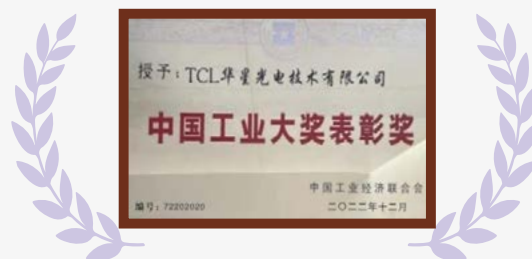 授予：TCL华星光电技术有限公司
中国工业大奖表彰奖
中国工业经济联合会
编号：72202020
二〇二二年十二月